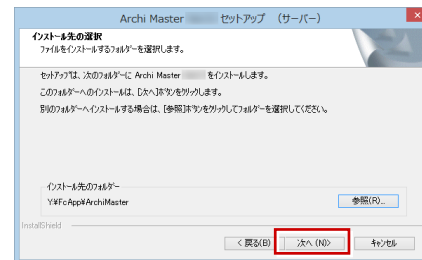 Archi Master セットアップ （サーバー）
インストール先の選択
ファイルをインストールするフォルダーを選択します。
セットアップは、次のフォルダーに Archi Master をインストールします。
このフォルダーへのインストールは、[次へ]ボタンをクリックします。
別のフォルダーへインストールする場合は、[参照]ボタンをクリックしてフォルダーを選択してください。
インストール先のフォルダー
Y:¥FcApp¥ArchiMaster
参照(R)...
InstallShield
< 戻る(B)
次へ (N)>
キャンセル